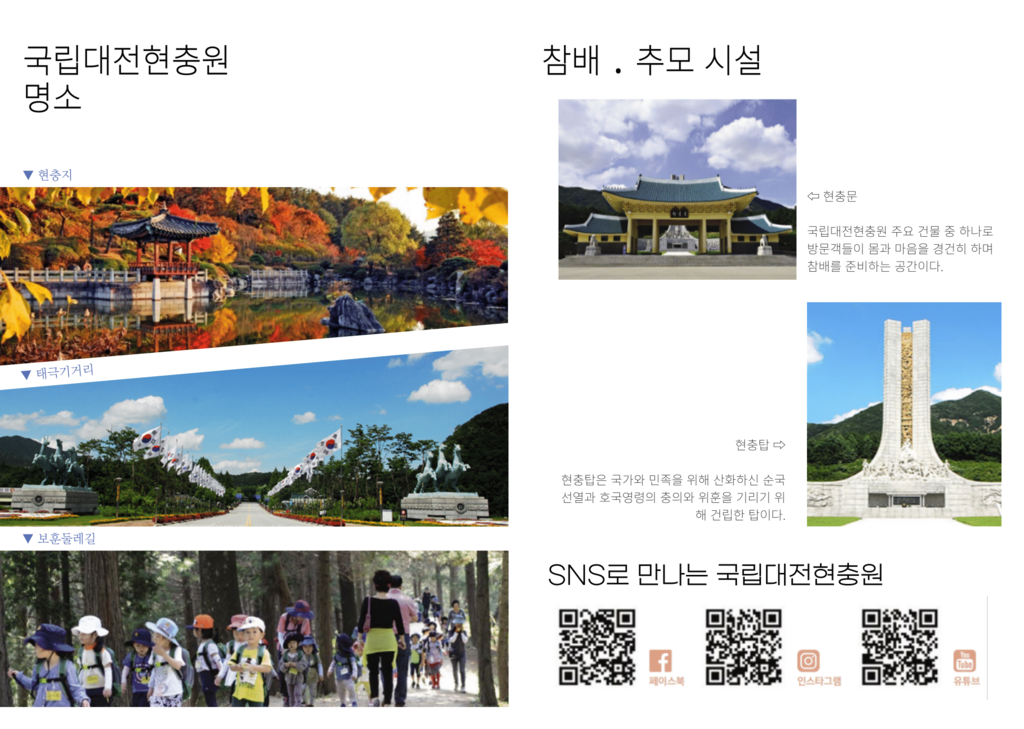 국립대전현충원
명소
▼ 현충지
▼ 태극기거리
▼ 보훈둘레길
참배 . 추모 시설
⇦ 현충문
국립대전현충원 주요 건물 중 하나로
방문객들이 몸과 마음을 경건히 하며
참배를 준비하는 공간이다.
현충탑 ⇨
현충탑은 국가와 민족을 위해 산화하신 순국
선열과 호국영령의 충의와 위훈을 기리기 위
해 건립한 탑이다.
SNS로 만나는 국립대전현충원
페이스북
인스타그램
You
Tube
유튜브